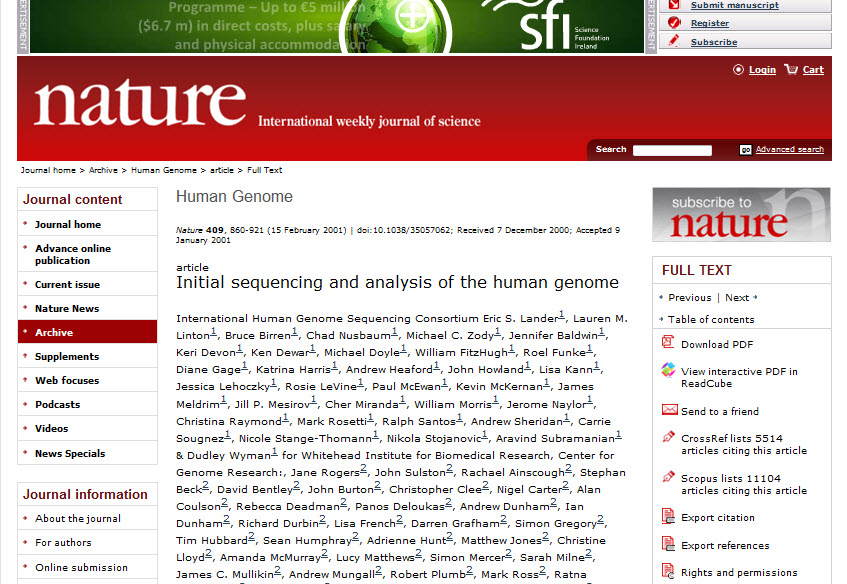 Programme – Up to €5 million
($6.7 m) in direct costs, plus salary
and physical accommodation
sfi Science
Foundation
Ireland
ADVERTISEMENT
Submit manuscript
Register
Subscribe
Login Cart
nature International weekly journal of science
Search go Advanced search
Journal home > Archive > Human Genome > article > Full Text
Journal content
Journal home
Advance online
publication
Current issue
Nature News
Archive
Supplements
Web focuses
Podcasts
Videos
News Specials
Journal information
About the journal
For authors
Online submission
Human Genome
Nature 409, 860-921 (15 February 2001) | doi:10.1038/35057062; Received 7 December 2000; Accepted 9
January 2001
article
Initial sequencing and analysis of the human genome
International Human Genome Sequencing Consortium Eric S. Lander1, Lauren M.
Linton1, Bruce Birren1, Chad Nusbaum1, Michael C. Zody1, Jennifer Baldwin1,
Keri Devon1, Ken Dewar1, Michael Doyle1, William FitzHugh1, Roel Funke1,
Diane Gage1, Katrina Harris1, Andrew Heaford1, John Howland1, Lisa Kann1,
Jessica Lehoczky1, Rosie LeVine1, Paul McEwan1, Kevin McKernan1, James
Meldrim1, Jill P. Mesirov1, Cher Miranda1, William Morris1, Jerome Naylor1,
Christina Raymond1, Mark Rosetti1, Ralph Santos1, Andrew Sheridan1, Carrie
Sougnez1, Nicole Stange-Thomann1, Nikola Stojanovic1, Aravind Subramanian1
& Dudley Wyman1 for Whitehead Institute for Biomedical Research, Center for
Genome Research:, Jane Rogers2, John Sulston2, Rachael Ainscough2, Stephan
Beck2, David Bentley2, John Burton2, Christopher Clee2, Nigel Carter2, Alan
Coulson2, Rebecca Deadman2, Panos Deloukas2, Andrew Dunham2, Ian
Dunham2, Richard Durbin2, Lisa French2, Darren Grafham2, Simon Gregory2,
Tim Hubbard2, Sean Humphray2, Adrienne Hunt2, Matthew Jones2, Christine
Lloyd2, Amanda McMurray2, Lucy Matthews2, Simon Mercer2, Sarah Milne2,
James C. Mullikin2, Andrew Mungall2, Robert Plumb2, Mark Ross2, Ratna
subscribe to
nature
FULL TEXT
Previous | Next
Table of contents
Download PDF
View interactive PDF in
ReadCube
Send to a friend
CrossRef lists 5514
articles citing this article
Scopus lists 11104
articles citing this article
Export citation
Export references
Rights and permissions